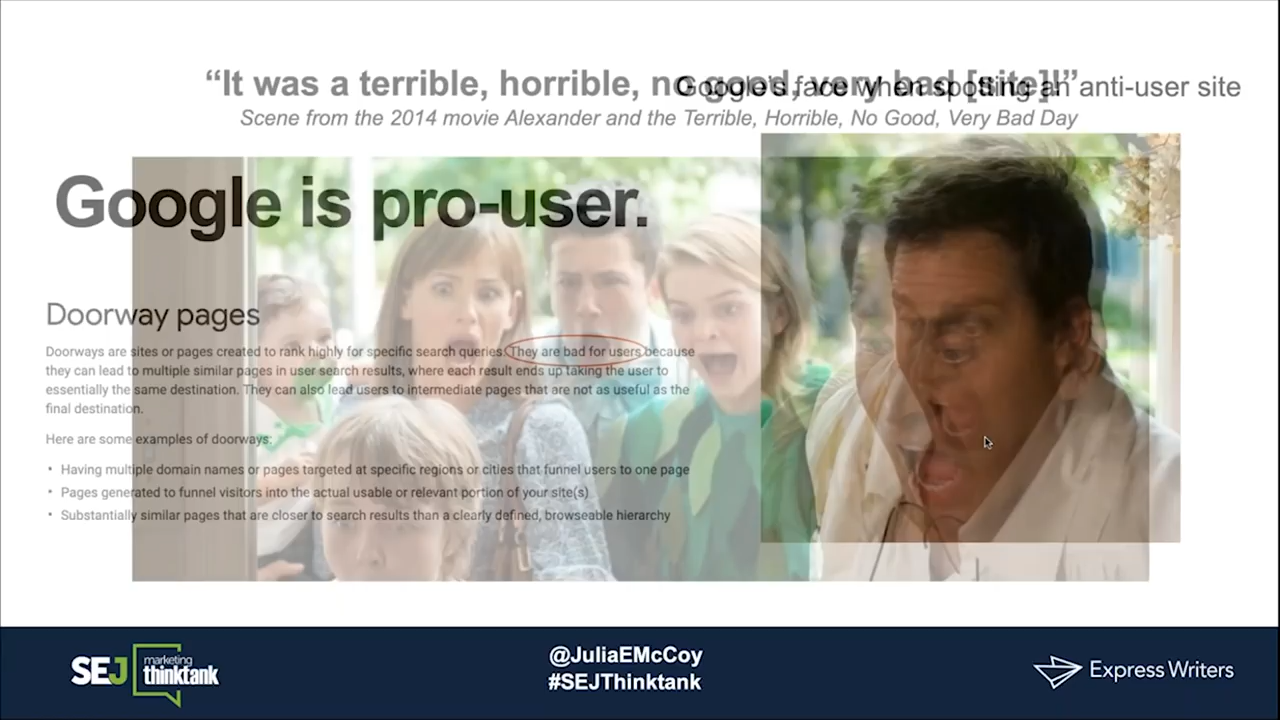 “It was a terrible, horrible, no good, very bad [site]!”
Google's face when spotting an anti-user site
Scene from the 2014 movie Alexander and the Terrible, Horrible, No Good, Very Bad Day
Google is pro-user.
Doorway pages
Doorways are sites or pages created to rank highly for specific search queries. They are bad for users because
they can lead to multiple similar pages in user search results, where each result ends up taking the user to
essentially the same destination. They can also lead users to intermediate pages that are not as useful as the
final destination.
Here are some examples of doorways:
• Having multiple domain names or pages targeted at specific regions or cities that funnel users to one page
• Pages generated to funnel visitors into the actual usable or relevant portion of your site(s)
• Substantially similar pages that are closer to search results than a clearly defined, browseable hierarchy
SEJ
marketing
thinktank
@JuliaEMcCoy
#SEJThinktank
Express Writers